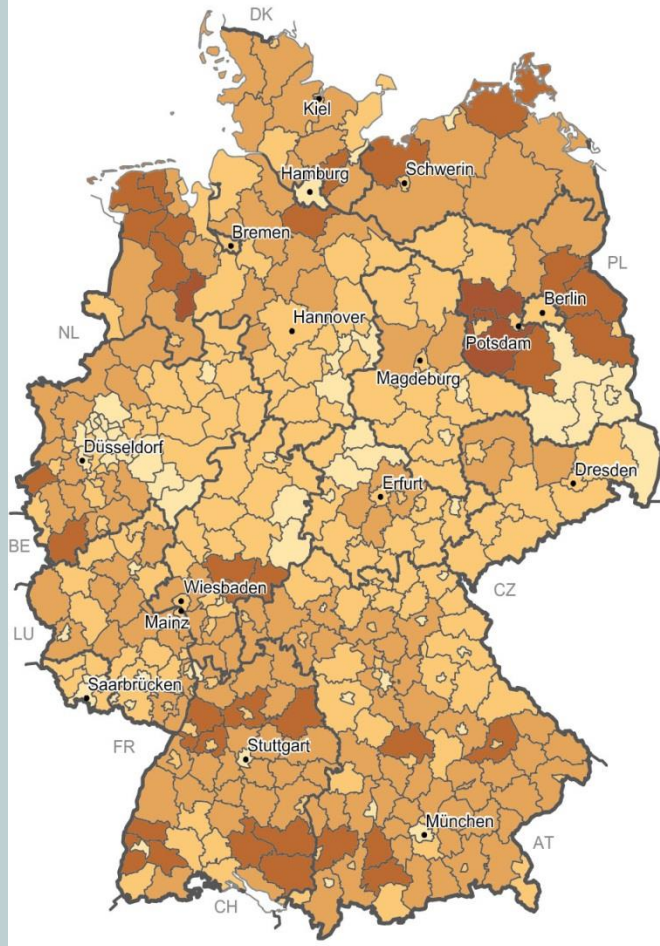 DK
Kiel
Hamburg
Schwerin
Bremen
PL
Berlin
Hannover
NL
Potsdam
Magdeburg
Düsseldorf
Dresden
Erfurt
BE
Wiesbaden
CZ
Mainz
LU
Saarbrücken
FR
Stuttgart
München
AT
CH